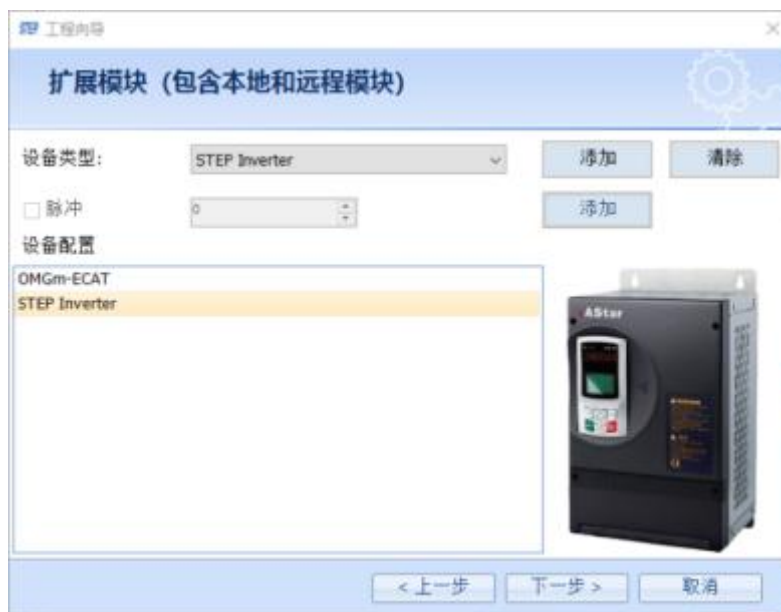 工程向导
扩展模块（包含本地和远程模块）
设备类型:
STEP Inverter
添加
清除
脉冲
0
添加
设备配置
OMGm-ECAT
STEP Inverter
AStar
< 上一步
下一步 >
取消